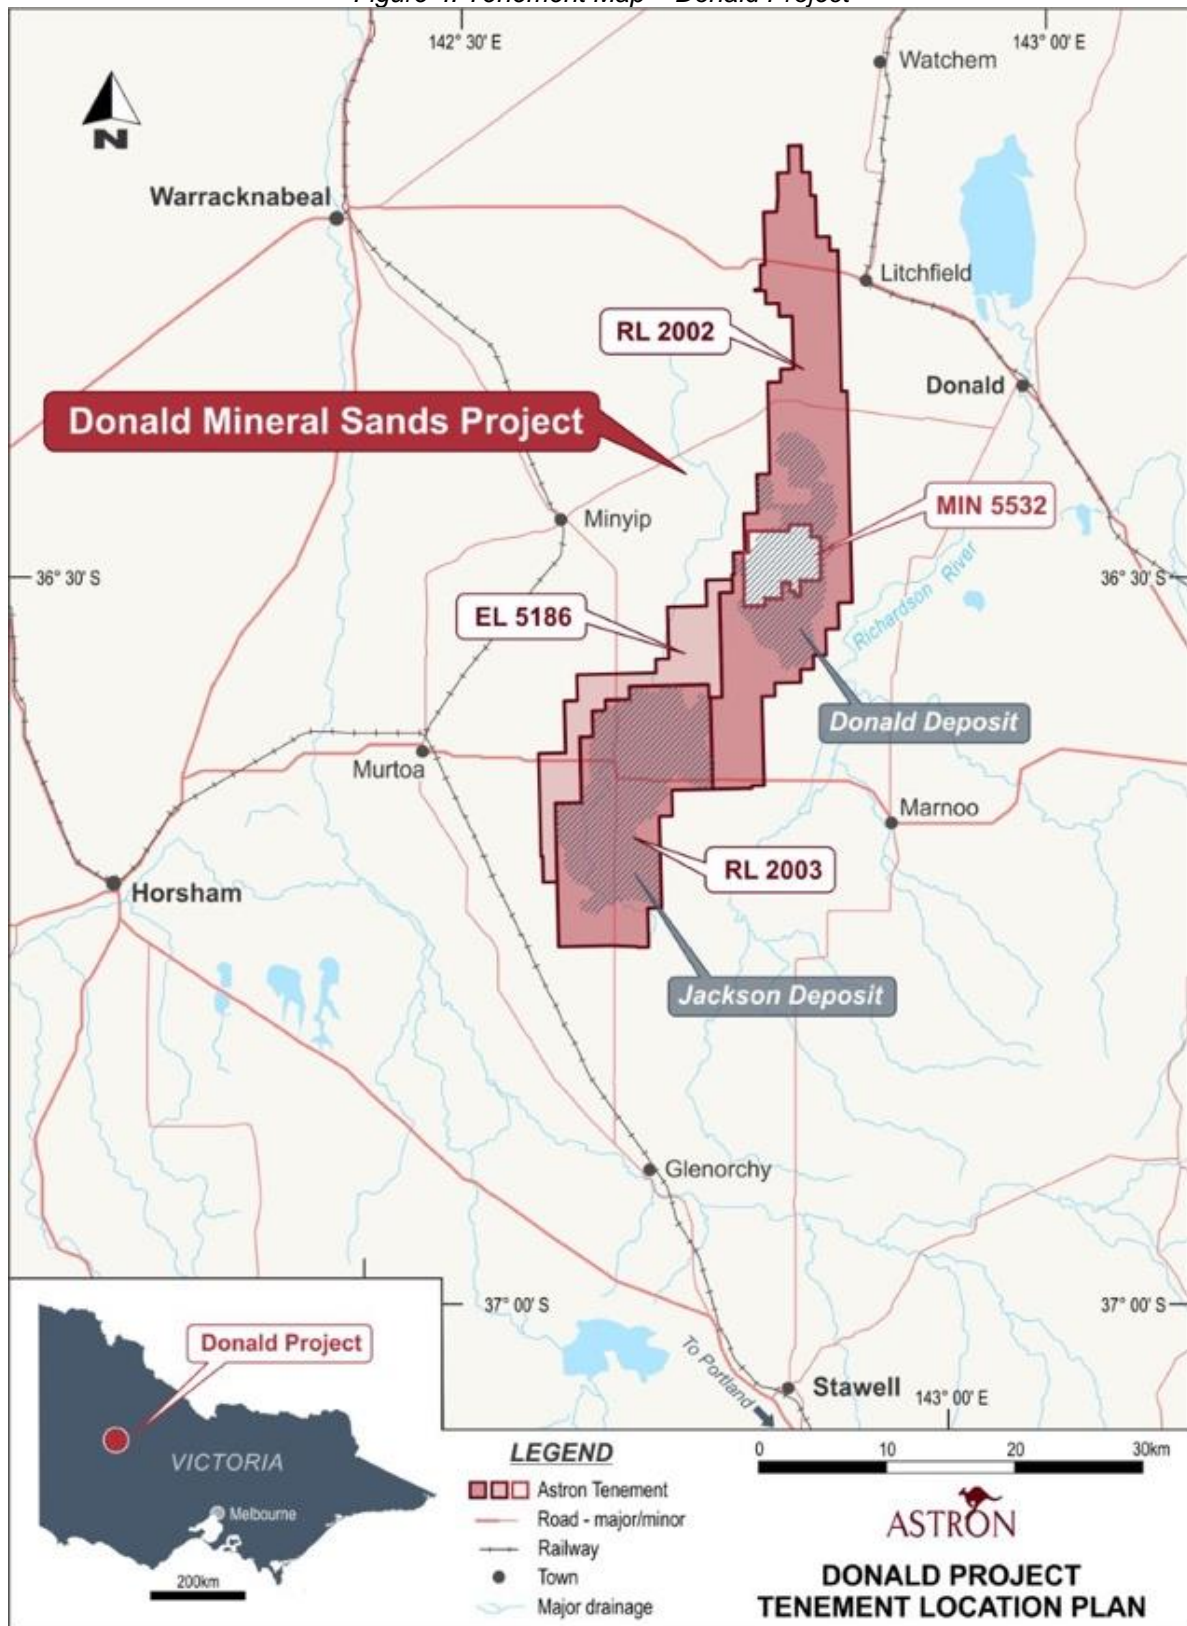 142° 30' E
143° 00' E
Watchem
N
Warracknabeal
Litchfield
RL 2002
Donald
Donald Mineral Sands Project
MIN 5532
Minyip
36° 30' S
36° 30' S
Richardson River
EL 5186
Donald Deposit
Murtoa
Marnoo
RL 2003
Horsham
Jackson Deposit
Glenorchy
37° 00' S
37° 00' S
To Portland
Stawell
143° 00' E
Donald Project
VICTORIA
Melbourne
200km
LEGEND
Astron Tenement
Road - major/minor
Railway
Town
Major drainage
0 10 20 30km
ASTRON
DONALD PROJECT
TENEMENT LOCATION PLAN